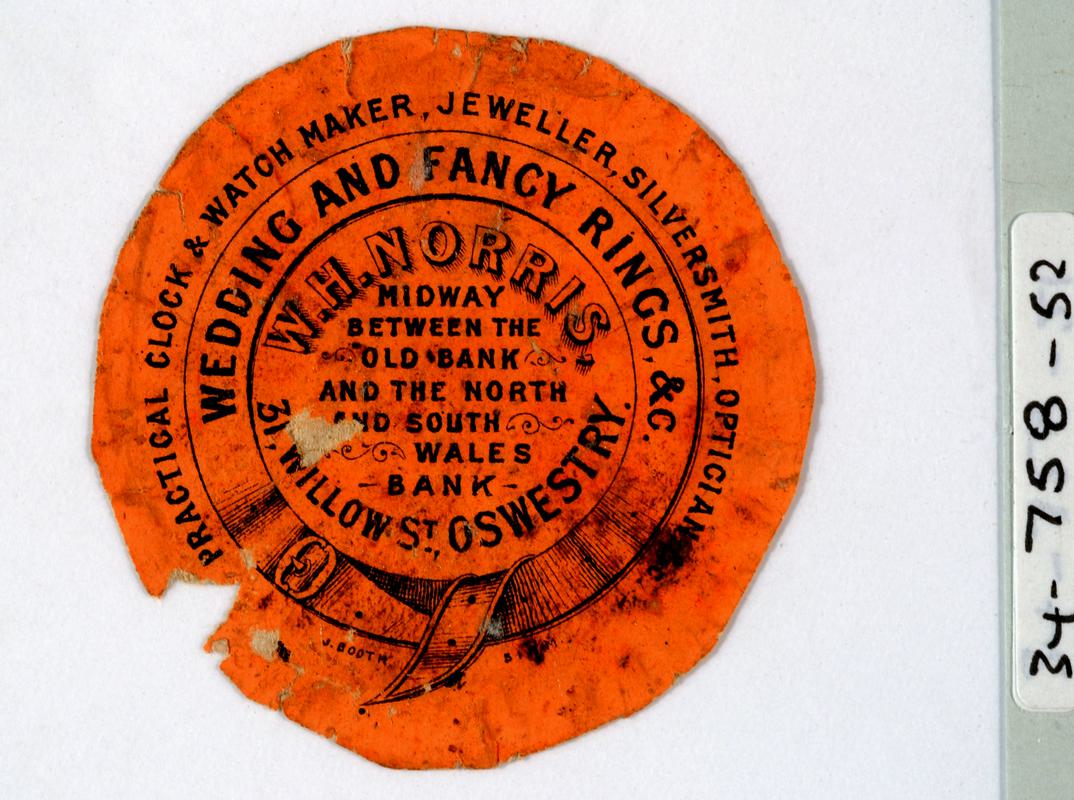 PRACTICAL CLOCK & WATCH MAKER, JEWELLER, SILVERSMITH, OPTICIAN
WEDDING AND FANCY RINGS, &c.
W.H. NORRIS,
MIDWAY
BETWEEN THE
OLD BANK
AND THE NORTH
AND SOUTH
WALES
-BANK-
31, WILLOW ST, OSWESTRY.
J. BOOTH
34-758-52